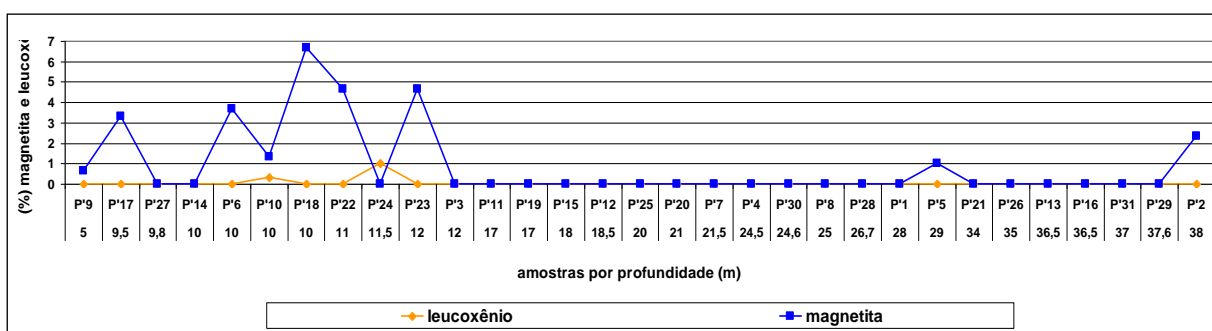 (%) magnetita e leucoxi
7
6
5
4
3
2
1
0
P'9 P'17 P'27 P'14 P'6 P'10 P'18 P'22 P'24 P'23 P'3 P'11 P'19 P'15 P'12 P'25 P'20 P'7 P'4 P'30 P'8 P'28 P'1 P'5 P'21 P'26 P'13 P'16 P'31 P'29 P'2
5 9,5 9,8 10 10 10 10 11 11,5 12 12 17 17 18 18,5 20 21 21,5 24,5 24,6 25 26,7 28 29 34 35 36,5 36,5 37 37,6 38
amostras por profundidade (m)
leucoxênio magnetita